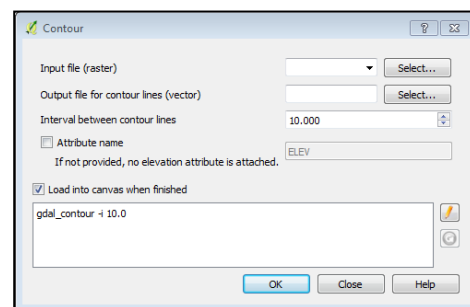 Contour
Input file (raster) Select...
Output file for contour lines (vector) Select...
Interval between contour lines 10.000
Attribute name
If not provided, no elevation attribute is attached. ELEV
Load into canvas when finished
gdal_contour -i 10.0
OK Close Help